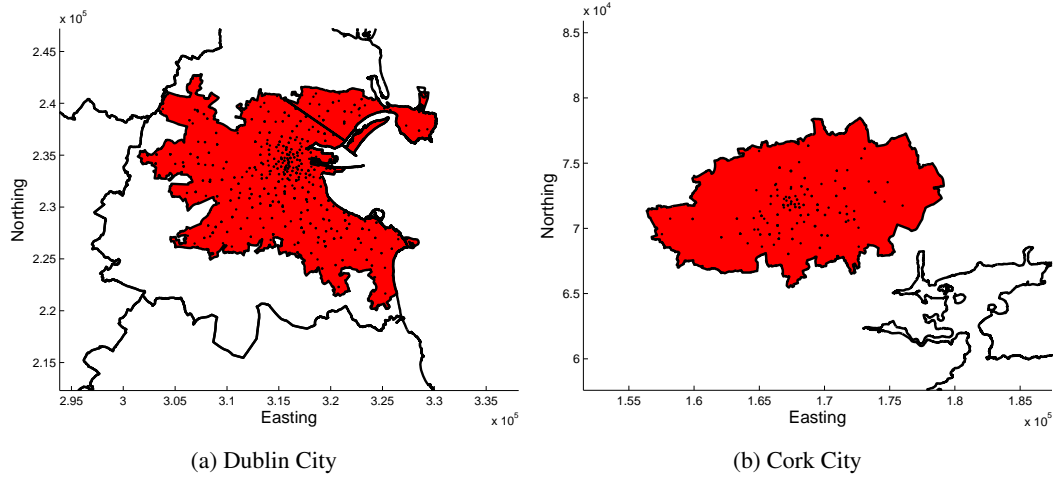 x 10^5
2.45
2.4
2.35
2.3
2.25
2.2
2.15
Northing
2.95 3 3.05 3.1 3.15 3.2 3.25 3.3 3.35
Easting
x 10^5
(a) Dublin City
x 10^4
8.5
8
7.5
7
6.5
6
Northing
1.55 1.6 1.65 1.7 1.75 1.8 1.85
Easting
x 10^5
(b) Cork City